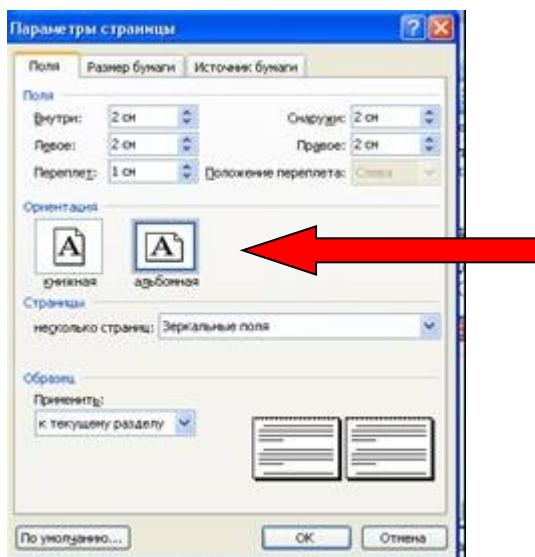 Параметры страницы
Поля Размер бумаги Источник бумаги
Поля
Внутри: 2 см Снаружи: 2 см
Левое: 2 см Правое: 2 см
Переплет: 1 см Положение переплета: Слева
Ориентация
A A
книжная альбомная
Страницы
несколько страниц: Зеркальные поля
Образец
Применить:
к текущему разделу
По умолчанию... ОК Отмена